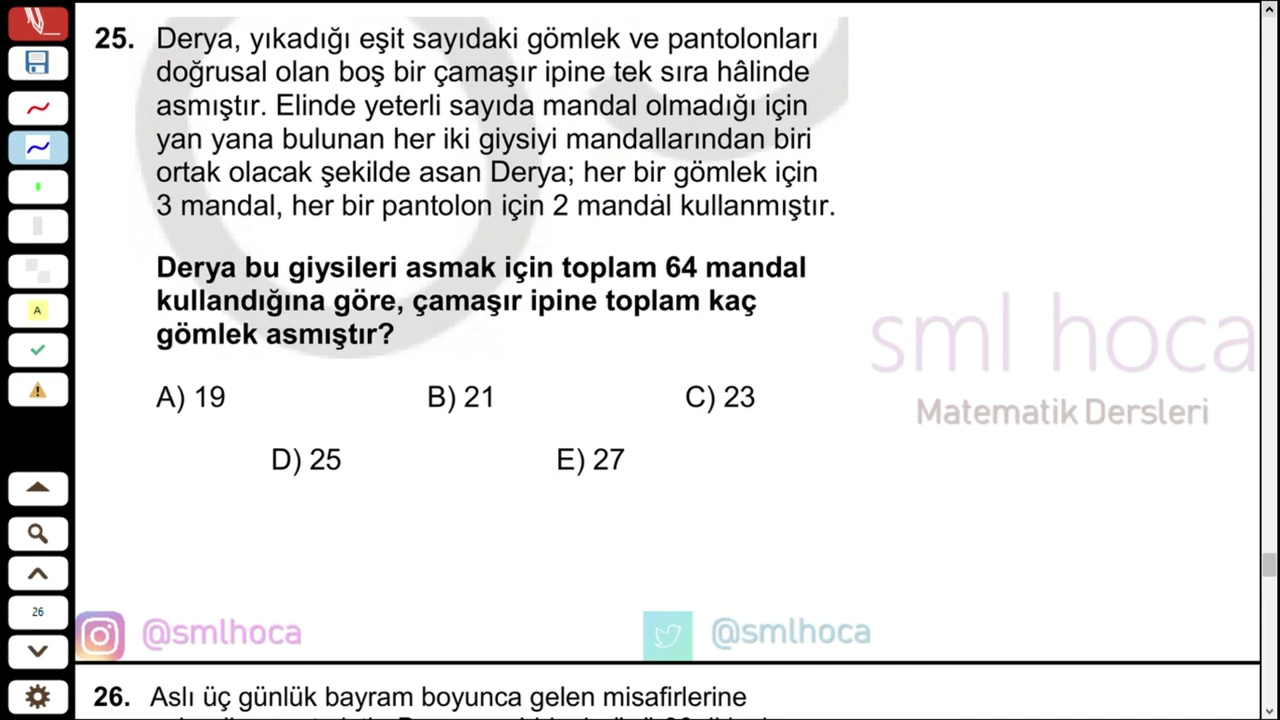 25. Derya, yıkadığı eşit sayıdaki gömlek ve pantolonları
doğrusal olan boş bir çamaşır ipine tek sıra hâlinde
asmıştır. Elinde yeterli sayıda mandal olmadığı için
yan yana bulunan her iki giysiyi mandallarından biri
ortak olacak şekilde asan Derya; her bir gömlek için
3 mandal, her bir pantolon için 2 mandal kullanmıştır.
Derya bu giysileri asmak için toplam 64 mandal
kullandığına göre, çamaşır ipine toplam kaç
gömlek asmıştır?
A) 19 B) 21 C) 23
D) 25 E) 27
sml hoca
Matematik Dersleri
A
26
@smlhoca @smlhoca
26. Aslı üç günlük bayram boyunca gelen misafirlerine